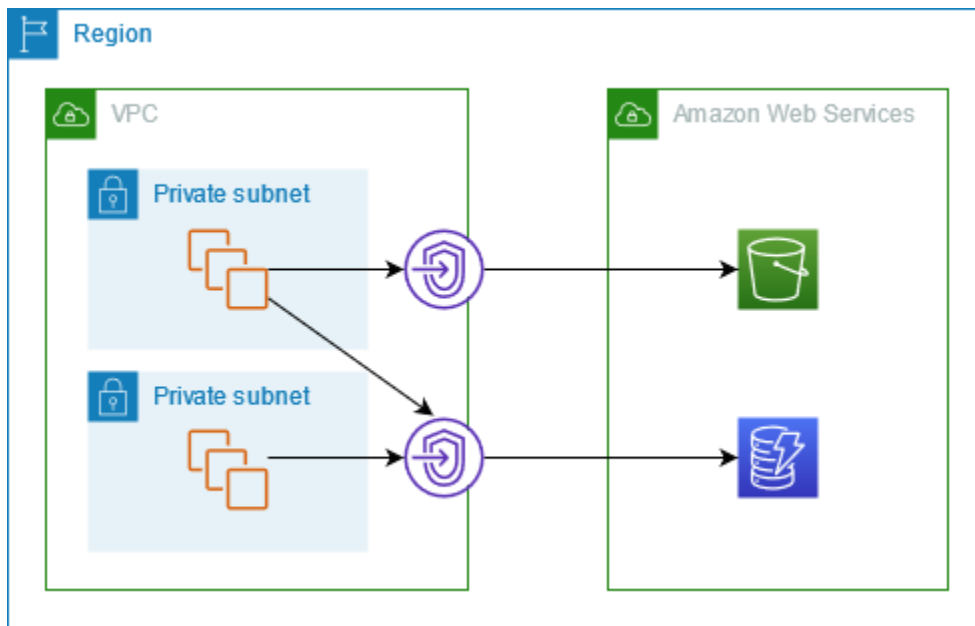 Region
VPC
Amazon Web Services
Private subnet
Private subnet